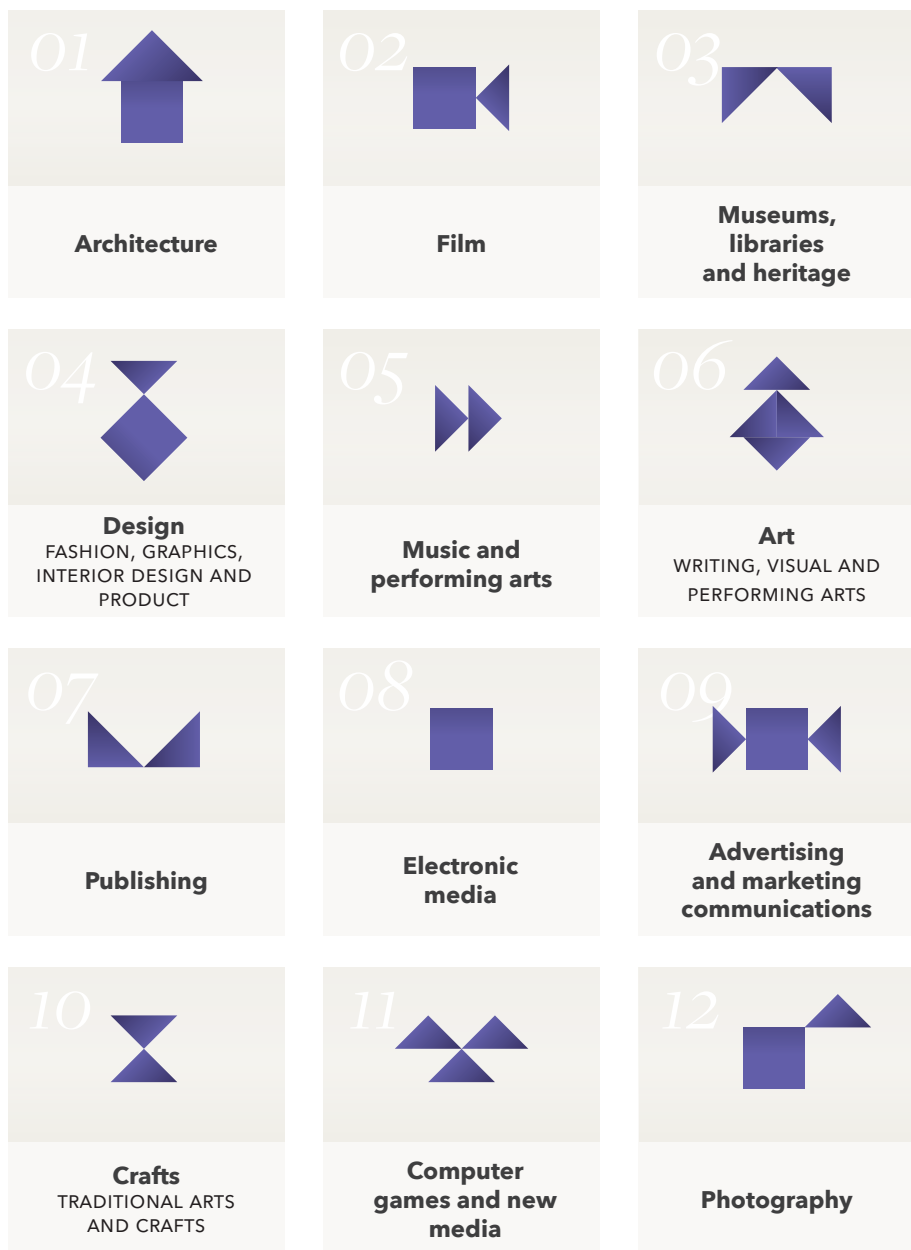 01
Architecture
02
Film
03
Museums,
libraries
and heritage
04
Design
FASHION, GRAPHICS,
INTERIOR DESIGN AND
PRODUCT
05
Music and
performing arts
06
Art
WRITING, VISUAL AND
PERFORMING ARTS
07
Publishing
08
Electronic
media
09
Advertising
and marketing
communications
10
Crafts
TRADITIONAL ARTS
AND CRAFTS
11
Computer
games and new
media
12
Photography